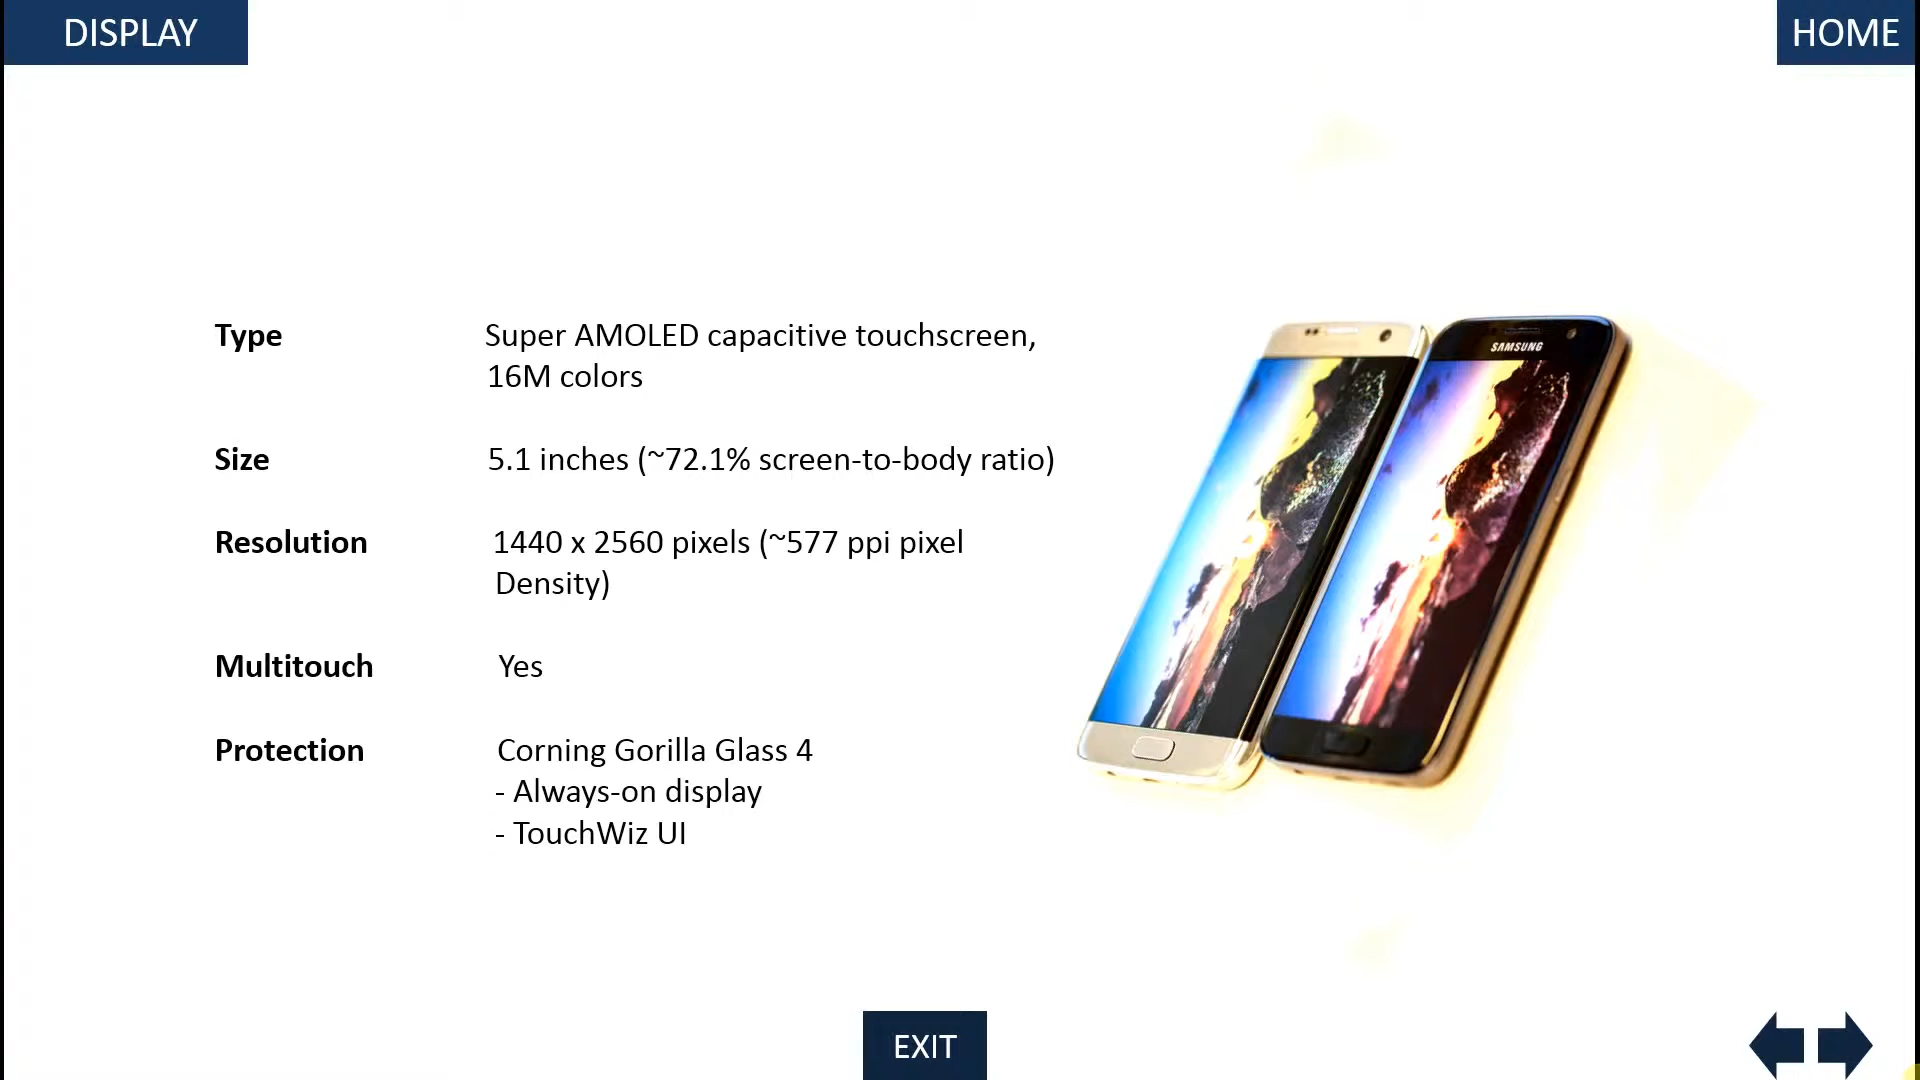 DISPLAY
HOME
Type Super AMOLED capacitive touchscreen,
16M colors
Size 5.1 inches (~72.1% screen-to-body ratio)
Resolution 1440 x 2560 pixels (~577 ppi pixel
Density)
Multitouch Yes
Protection Corning Gorilla Glass 4
- Always-on display
- TouchWiz UI
SAMSUNG
EXIT